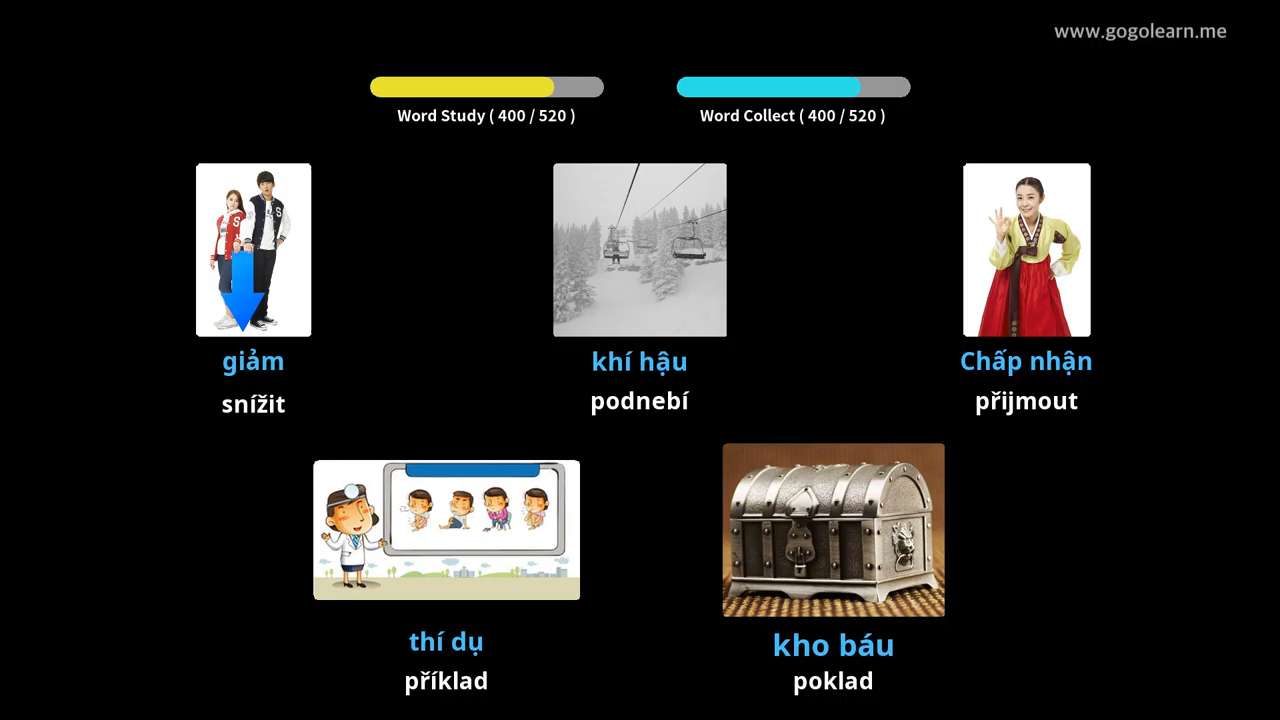 www.gogolearn.me
Word Study ( 400 / 520 )
Word Collect ( 400 / 520 )
giảm
snížit
khí hậu
podnebí
Chấp nhận
přijmout
thí dụ
příklad
kho báu
poklad